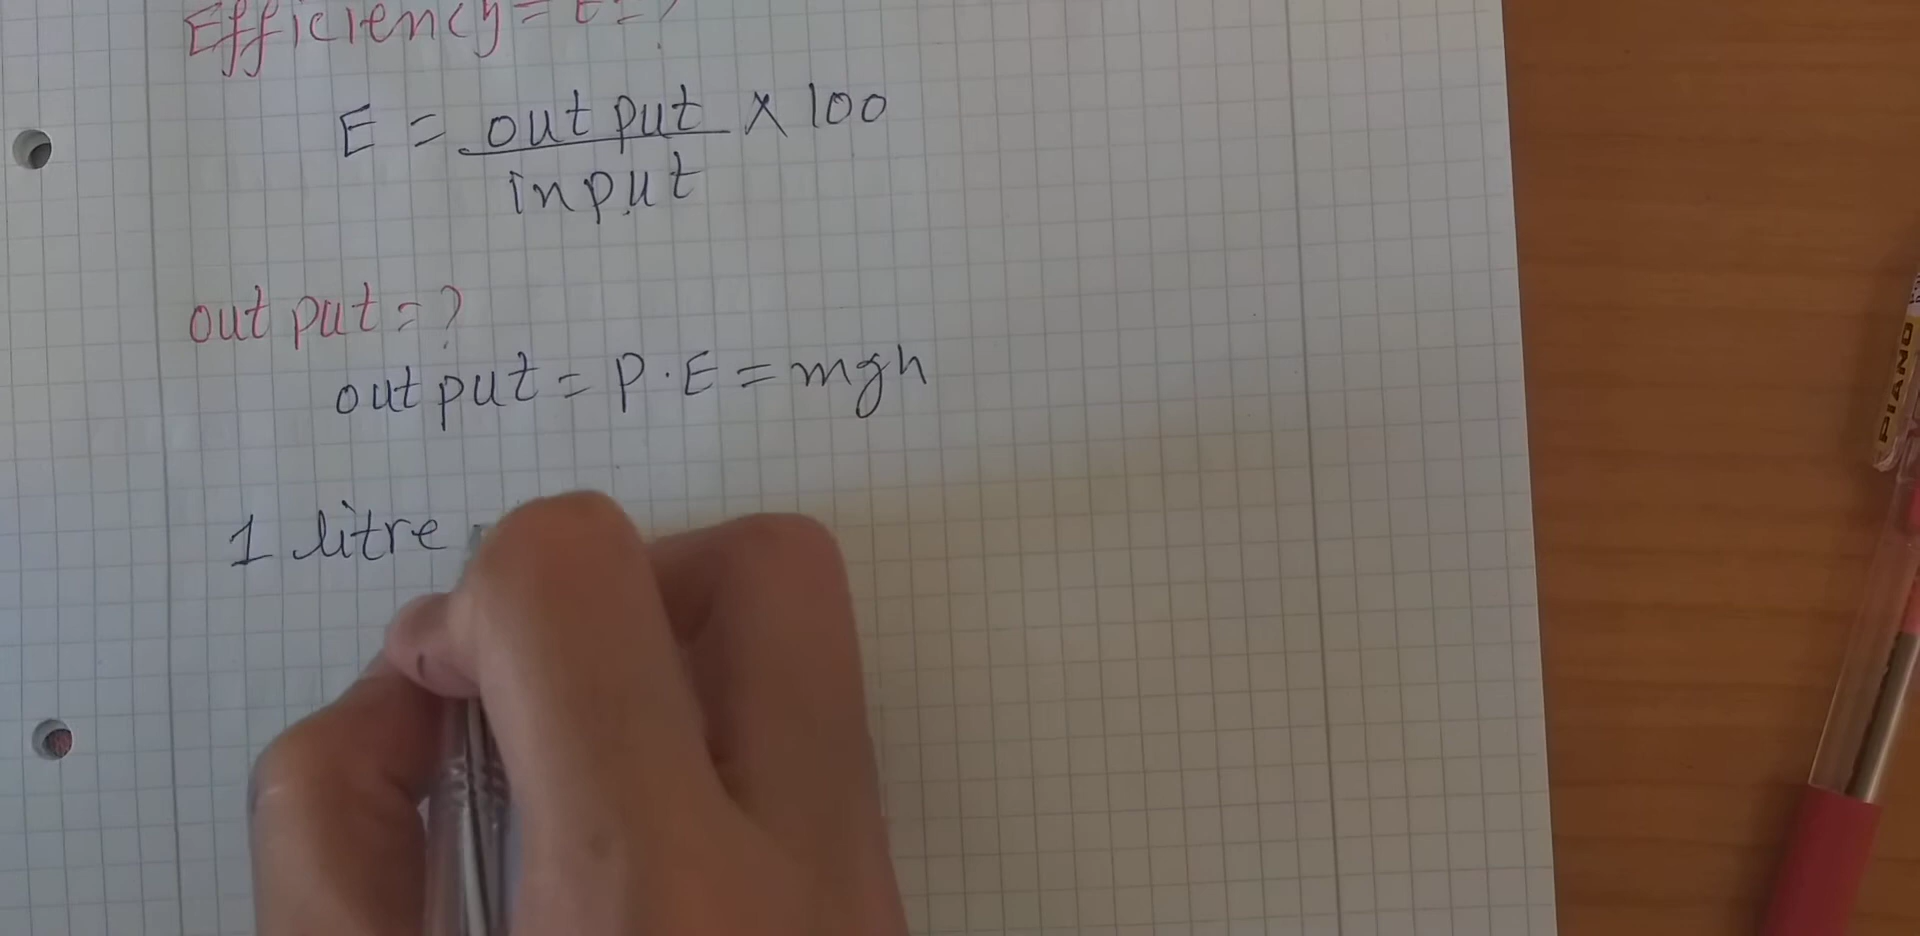 Efficiency = E = ?
E = output / input × 100
output = ?
output = P.E = mgh
1 litre
PIANO